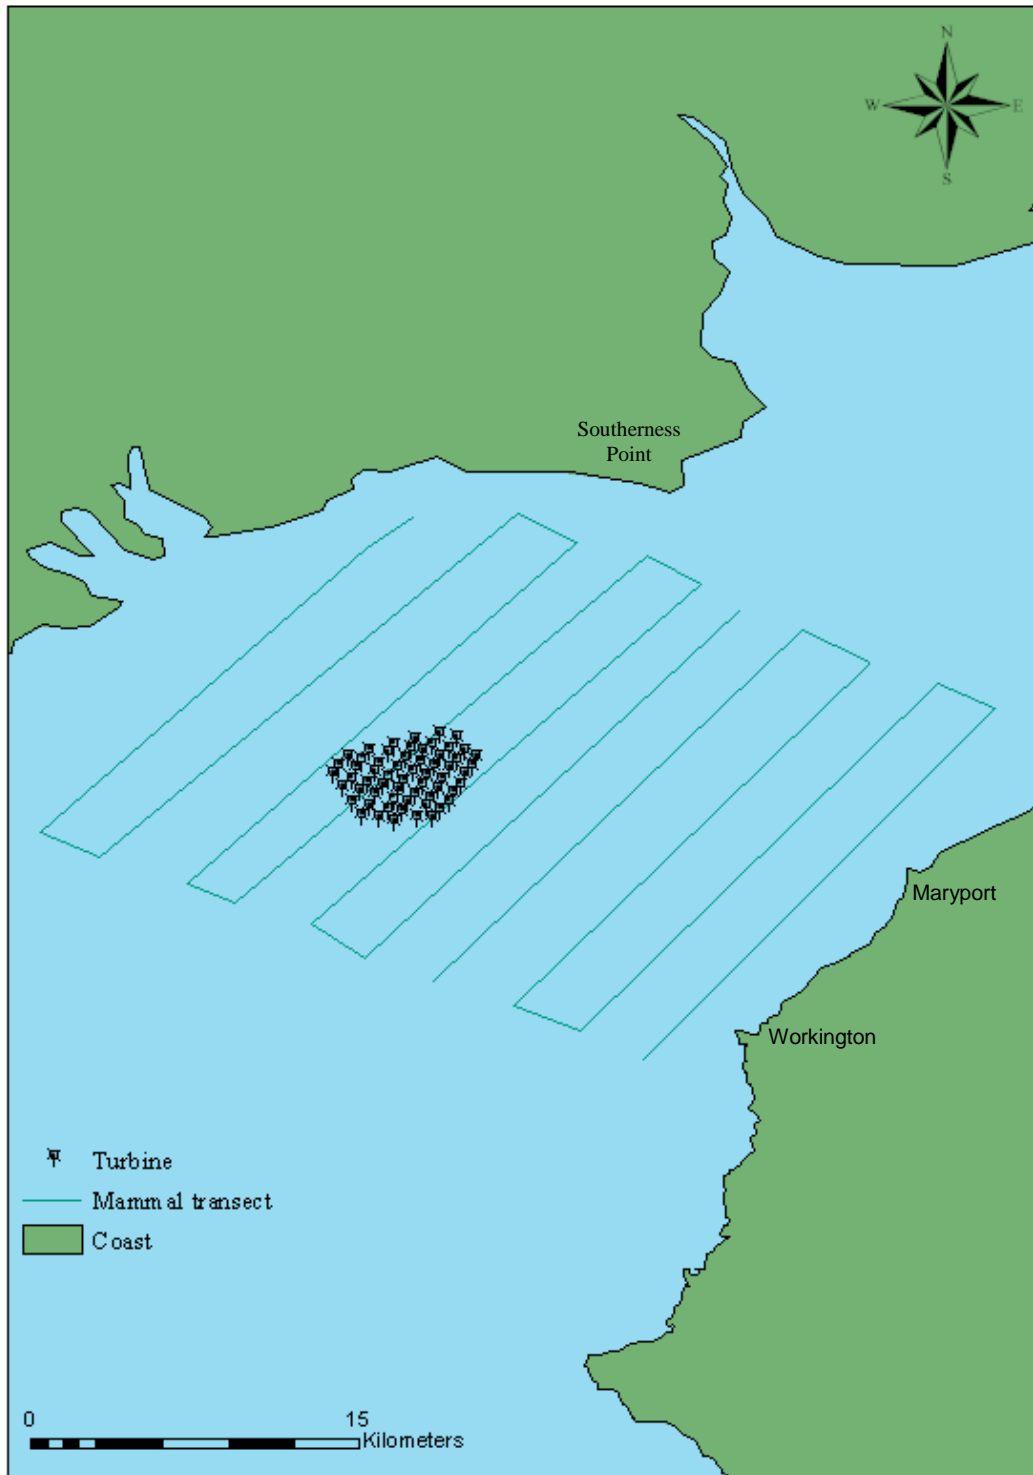 N
W E
S
Southerness
Point
Maryport
Workington
Turbine
Mammal transect
Coast
0 15
Kilometers